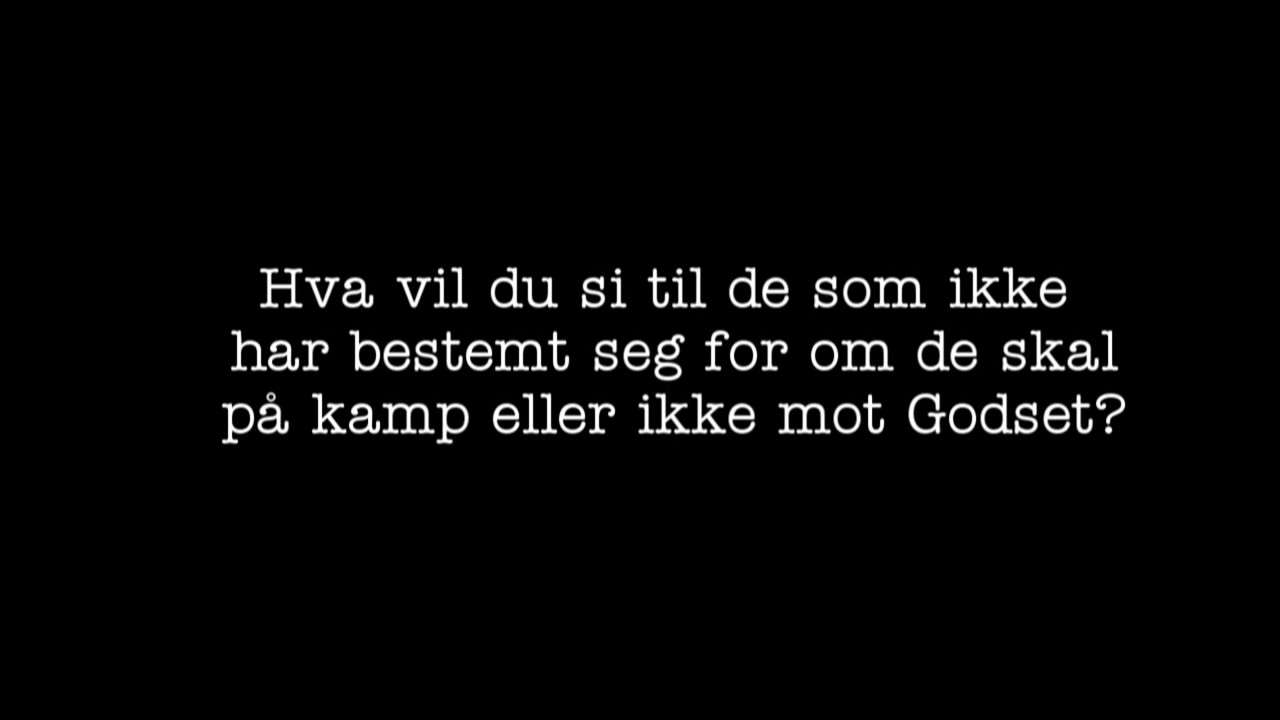 Hva vil du si til de som ikke
har bestemt seg for om de skal
på kamp eller ikke mot Godset?